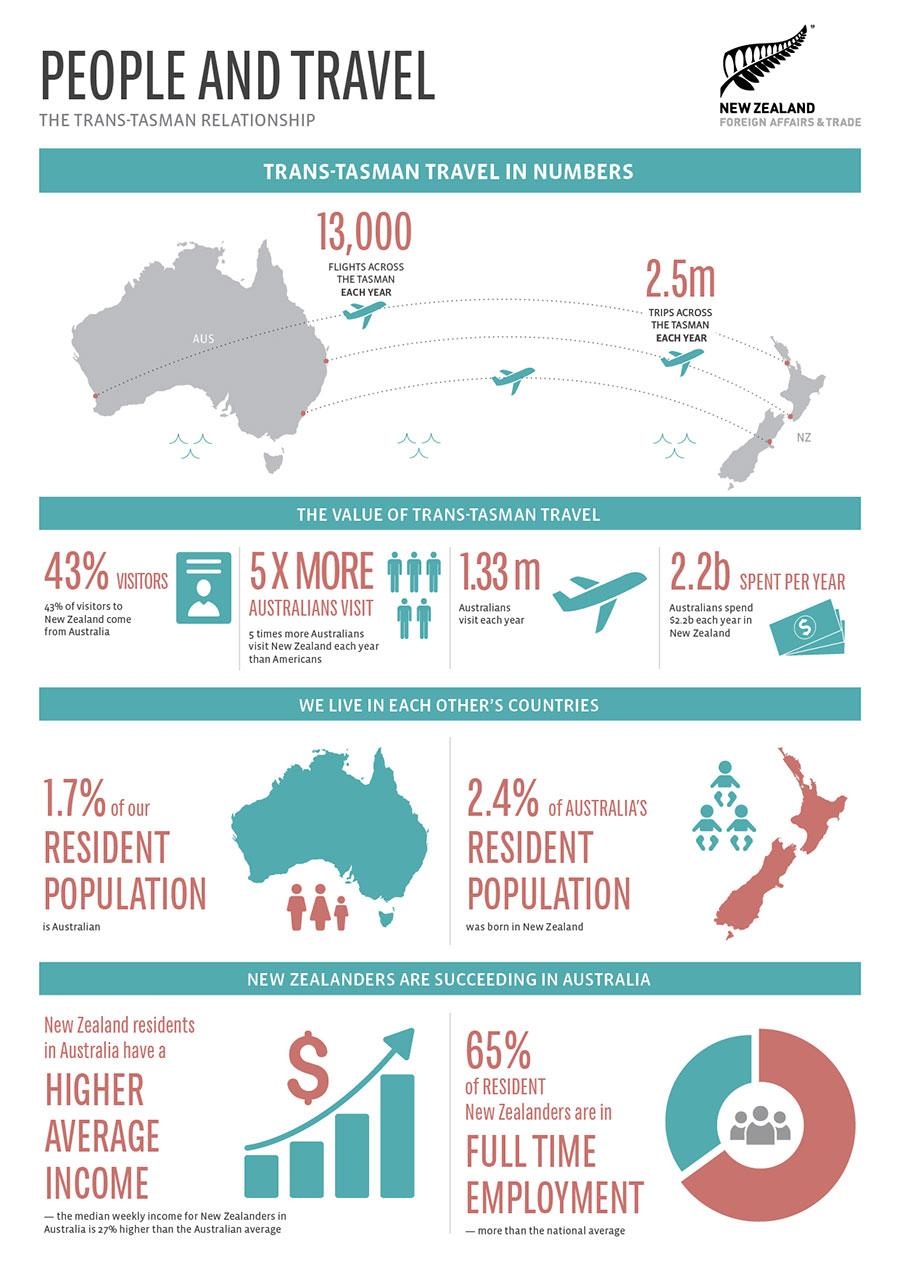 PEOPLE AND TRAVEL
THE TRANS-TASMAN RELATIONSHIP
NEW ZEALAND
FOREIGN AFFAIRS & TRADE
TRANS-TASMAN TRAVEL IN NUMBERS
13,000
FLIGHTS ACROSS
THE TASMAN
EACH YEAR
2.5m
TRIPS ACROSS
THE TASMAN
EACH YEAR
AUS
NZ
THE VALUE OF TRANS-TASMAN TRAVEL
43% VISITORS
43% of visitors to
New Zealand come
from Australia
5 X MORE
AUSTRALIANS VISIT
5 times more Australians
visit New Zealand each year
than Americans
1.33 m
Australians
visit each year
2.2b SPENT PER YEAR
Australians spend
$2.2b each year in
New Zealand
$
WE LIVE IN EACH OTHER'S COUNTRIES
1.7% of our
RESIDENT
POPULATION
is Australian
2.4% of AUSTRALIA'S
RESIDENT
POPULATION
was born in New Zealand
NEW ZEALANDERS ARE SUCCEEDING IN AUSTRALIA
New Zealand residents
in Australia have a
HIGHER
AVERAGE
INCOME
— the median weekly income for New Zealanders in
Australia is 27% higher than the Australian average
$
65%
of RESIDENT
New Zealanders are in
FULL TIME
EMPLOYMENT
— more than the national average